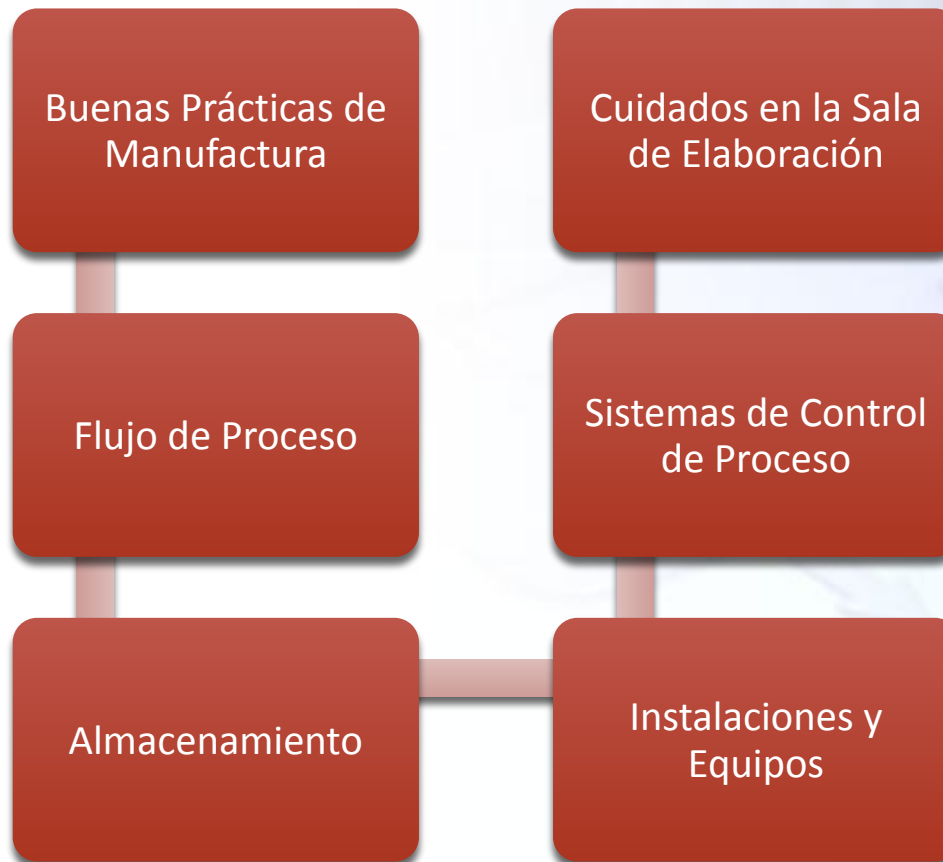 Buenas Prácticas de
Manufactura
Flujo de Proceso
Almacenamiento
Instalaciones y
Equipos
Sistemas de Control
de Proceso
Cuidados en la Sala
de Elaboración